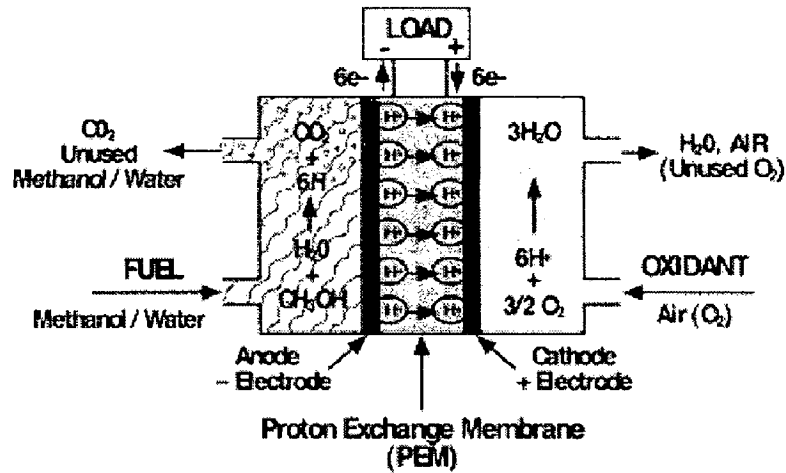 LOAD
- +
6e- 6e-
CO₂
Unused
Methanol / Water
CO₂
+
6H
H₂0
+
CH₃OH
FUEL
Methanol / Water
H+ H+
H+ H+
H+ H+
H+ H+
H+ H+
H+ H+
3H₂O
6H+
+
3/2 O₂
H₂0, AIR
(Unused O₂)
OXIDANT
Air (O₂)
Anode
- Electrode
Cathode
+ Electrode
Proton Exchange Membrane
(PEM)